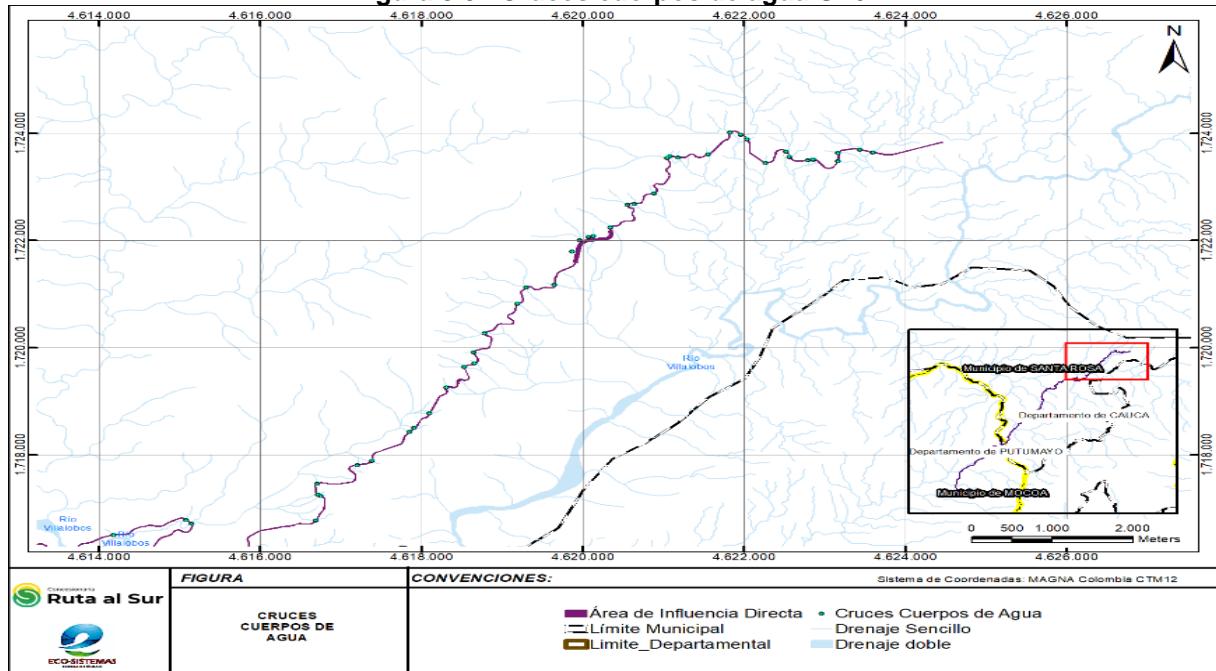 N
4.614.000 4.616.000 4.618.000 4.620.000 4.622.000 4.624.000 4.626.000
1.724.000 1.724.000
1.722.000 1.722.000
1.720.000 1.720.000
1.718.000 1.718.000
Río
Villalobos
Río
Villalobos
Río
Villalobos
Municipio de SANTA ROSA
Departamento de CAUCA
Departamento de PUTUMAYO
Municipio de MOCOA
0 500 1.000 2.000
Meters
4.614.000 4.616.000 4.618.000 4.620.000 4.622.000 4.624.000 4.626.000
Concesionaria
Ruta al Sur
ECO-SISTEMAS
FIGURA
CRUCES
CUERPOS DE
AGUA
CONVENCIONES:
Sistema de Coordenadas: MAGNA Colombia CTM12
Área de Influencia Directa
Límite Municipal
Limite_Departamental
Cruces Cuerpos de Agua
Drenaje Sencillo
Drenaje doble